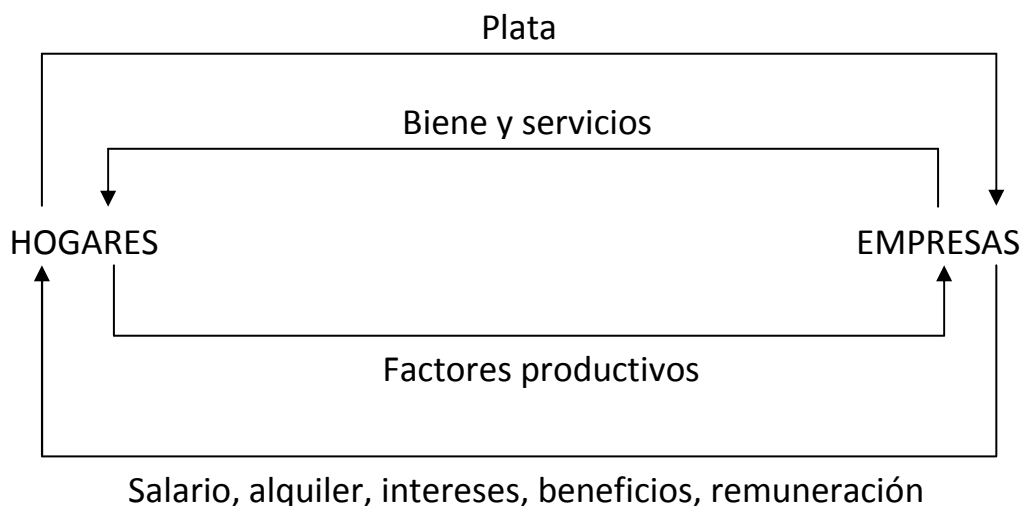 Plata
Biene y servicios
HOGARES
EMPRESAS
Factores productivos
Salario, alquiler, intereses, beneficios, remuneración